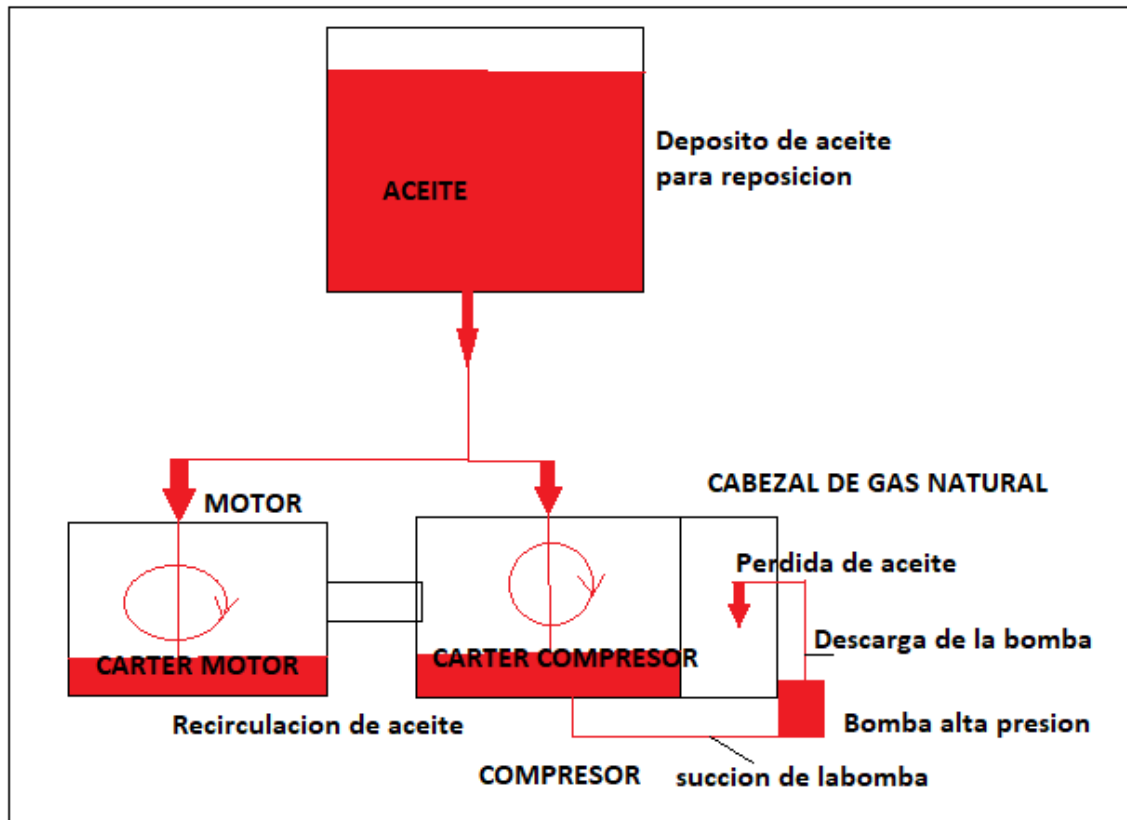 Deposito de aceite
para reposicion
ACEITE
CABEZAL DE GAS NATURAL
MOTOR
Perdida de aceite
Descarga de la bomba
CARTER MOTOR
CARTER COMPRESOR
Recirculacion de aceite
Bomba alta presion
COMPRESOR
succion de labomba